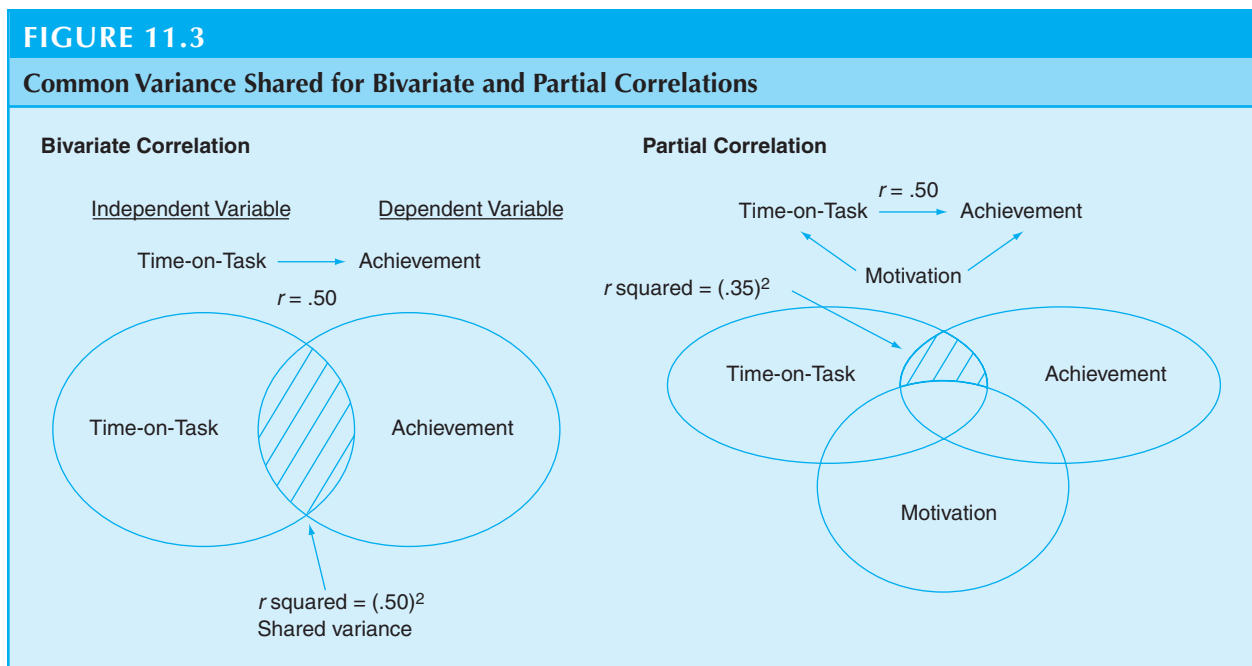 FIGURE 11.3
Common Variance Shared for Bivariate and Partial Correlations
Bivariate Correlation
Independent Variable
Dependent Variable
Time-on-Task
Achievement
r = .50
Time-on-Task
Achievement
r squared = (.50)²
Shared variance
Partial Correlation
r = .50
Time-on-Task
Achievement
Motivation
r squared = (.35)²
Time-on-Task
Achievement
Motivation